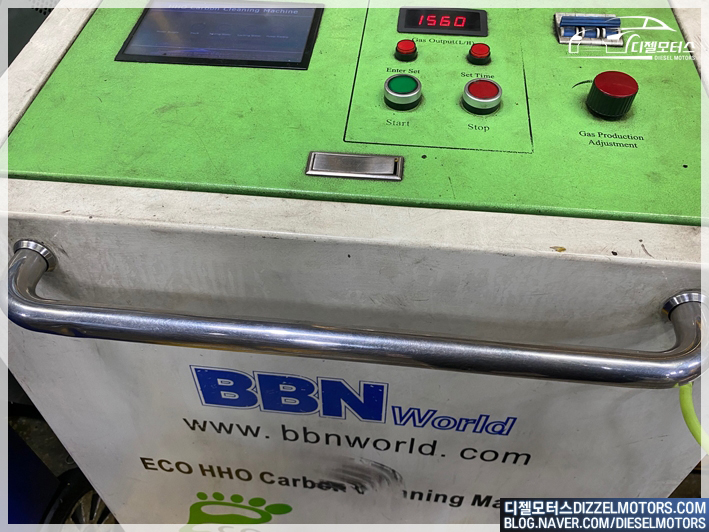 Carbon Cleaning Machine
1560
Gas Output(L/H)
디젤모터스
DIESEL MOTORS
Enter Set
Set Time
Start
Stop
Gas Production
Adjustment
BBN World
www.bbnworld.com
ECO HHO Carbon
ECO
디젤모터스DIZZELMOTORS.COM
BLOG.NAVER.COM/DIESELMOTORS